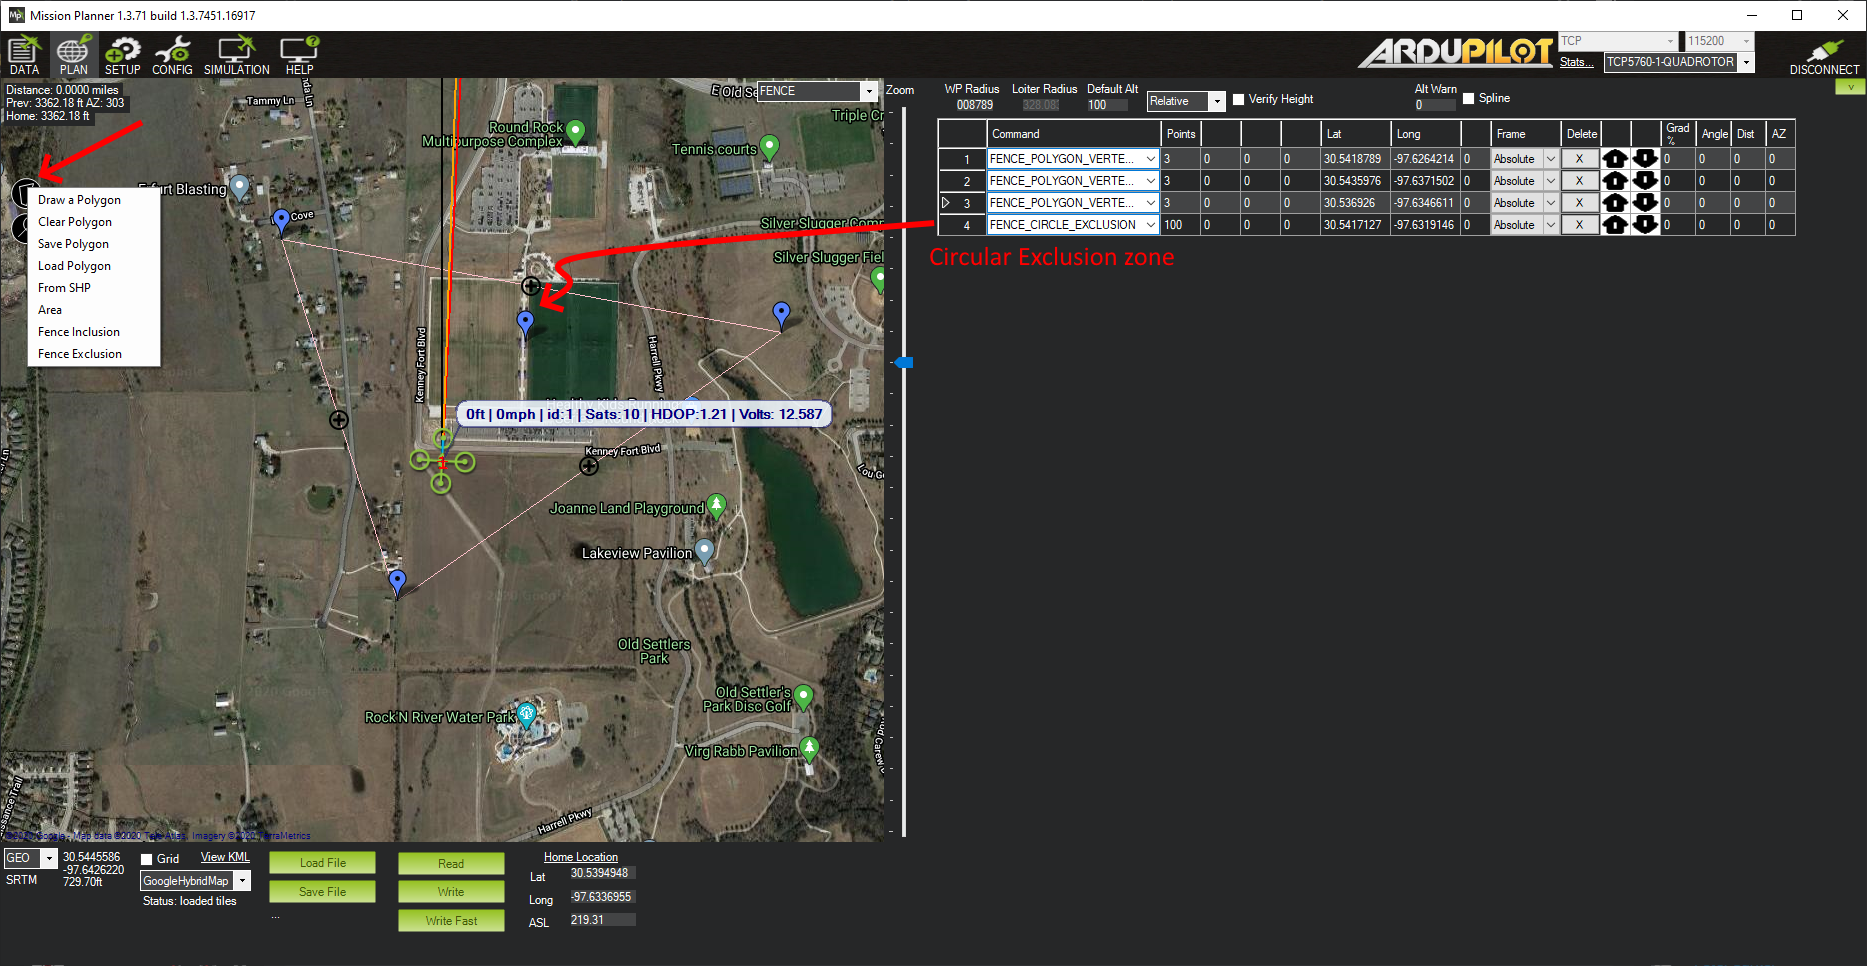 Mission Planner 1.3.71 build 1.3.7451.16917
DATA PLAN SETUP CONFIG SIMULATION HELP
ARDUPILOT
TCP 115200
Stats... TCP5760-1-QUADROTOR
DISCONNECT
Distance: 0.0000 miles
Prev: 3362.18 ft AZ: 303
Home: 3362.18 ft
FENCE
Zoom
Tammy Ln
E Old Se
Triple Cr
Round Rock
Multipurpose Complex
Tennis courts
Erfurt Blasting
Cove
Silver Slugger Comp
Silver Slugger Fiel
Draw a Polygon
Clear Polygon
Save Polygon
Load Polygon
From SHP
Area
Fence Inclusion
Fence Exclusion
Kenney Fort Blvd
Harrell Pkwy
Healthy Kids Running
0ft | 0mph | id:1 | Sats:10 | HDOP:1.21 | Volts: 12.587
Kenney Fort Blvd
Lou G
Joanne Land Playground
Lakeview Pavilion
Old Settlers
Park
Old Settler's
Park Disc Golf
Rock'N River Water Park
Virg Rabb Pavilion
Harrell Pkwy
©2020 Google - Map data ©2020 Tele Atlas, Imagery ©2020 TerraMetrics
WP Radius Loiter Radius Default Alt
008789 328.083 100 Relative Verify Height
Alt Warn
0 Spline
Command Points Lat Long Frame Delete Grad % Angle Dist AZ
1 FENCE_POLYGON_VERTE... 3 0 0 0 30.5418789 -97.6264214 0 Absolute X 0 0 0 0
2 FENCE_POLYGON_VERTE... 3 0 0 0 30.5435976 -97.6371502 0 Absolute X 0 0 0 0
3 FENCE_POLYGON_VERTE... 3 0 0 0 30.536926 -97.6346611 0 Absolute X 0 0 0 0
4 FENCE_CIRCLE_EXCLUSION 100 0 0 0 30.5417127 -97.6319146 0 Absolute X 0 0 0 0
Circular Exclusion zone
GEO 30.5445586
-97.6426220
SRTM 729.70ft
Grid View KML
GoogleHybridMap
Status: loaded tiles
Load File
Save File
...
Read
Write
Write Fast
Home Location
Lat 30.5394948
Long -97.6336955
ASL 219.31